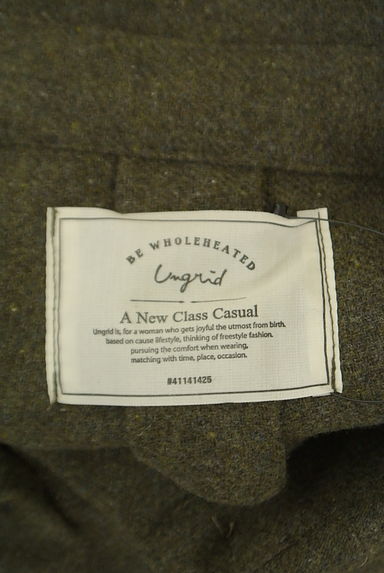 BE WHOLEHEATED
Ungrid
A New Class Casual
Ungrid is, for a woman who gets joyful the utmost from birth.
based on cause lifestyle, thinking of freestyle fashion.
pursuing the comfort when wearing,
matching with time, place, occasion.
#41141425